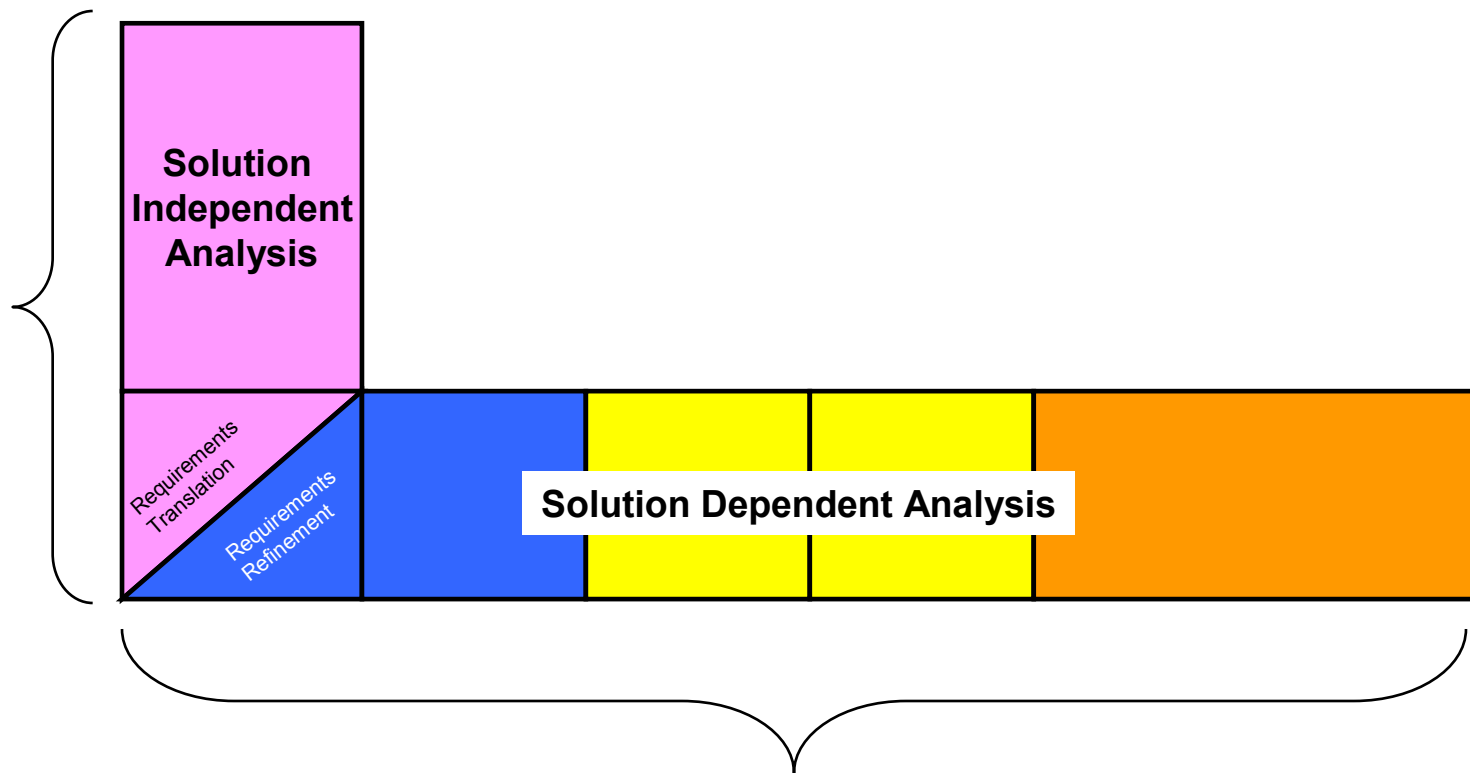 Solution
Independent
Analysis
Requirements
Translation
Requirements
Refinement
Solution Dependent Analysis